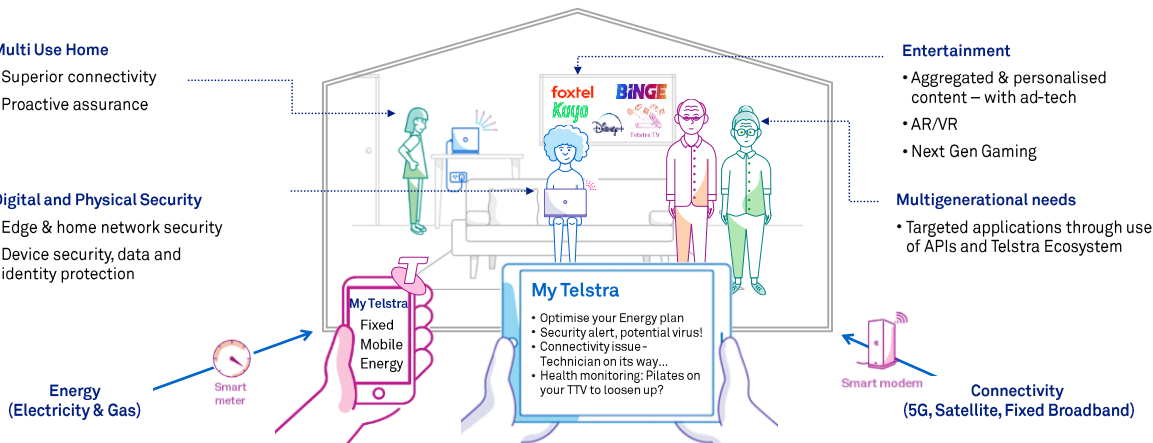 Multi Use Home
Superior connectivity
Proactive assurance
Digital and Physical Security
Edge & home network security
Device security, data and
identity protection
Energy
(Electricity & Gas)
Smart
meter
foxtel
BINGE
Kayo
Disney+
Telstra TV
T
My Telstra
Fixed
Mobile
Energy
My Telstra
• Optimise your Energy plan
• Security alert, potential virus!
• Connectivity issue-
Technician on its way...
• Health monitoring: Pilates on
your TTV to loosen up?
Entertainment
• Aggregated & personalised
content – with ad-tech
• AR/VR
• Next Gen Gaming
Multigenerational needs
• Targeted applications through use
of APIs and Telstra Ecosystem
Smart modem
Connectivity
(5G, Satellite, Fixed Broadband)